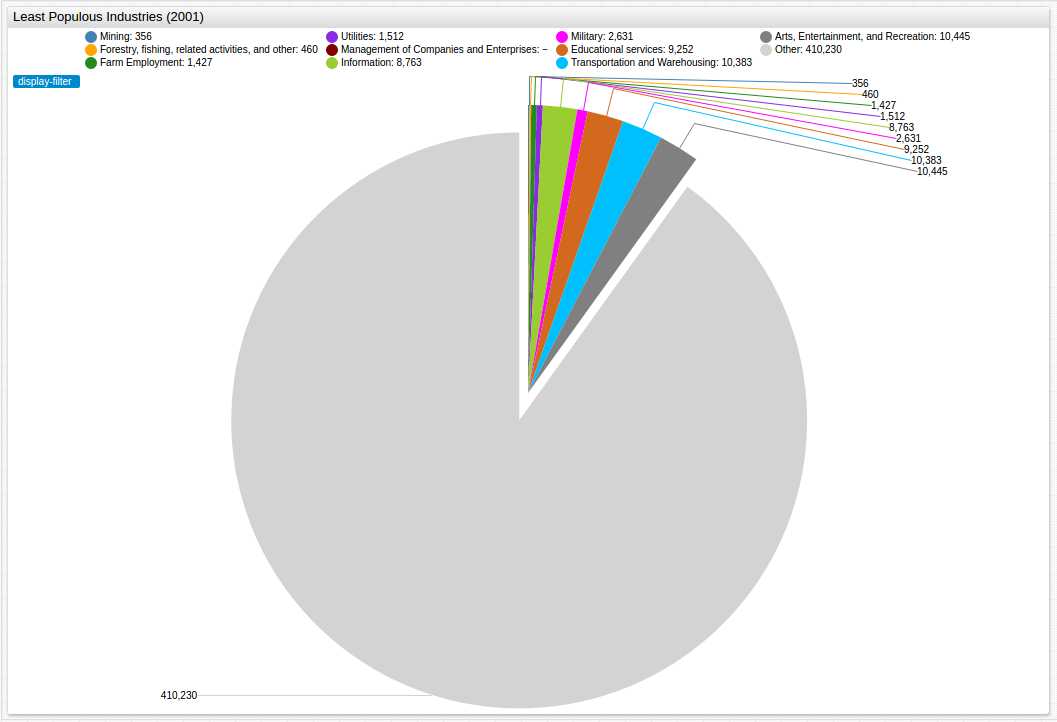 Least Populous Industries (2001)
Mining: 356
Utilities: 1,512
Military: 2,631
Arts, Entertainment, and Recreation: 10,445
Forestry, fishing, related activities, and other: 460
Management of Companies and Enterprises: –
Educational services: 9,252
Other: 410,230
Farm Employment: 1,427
Information: 8,763
Transportation and Warehousing: 10,383
display-filter
356
460
1,427
1,512
8,763
2,631
9,252
10,383
10,445
410,230